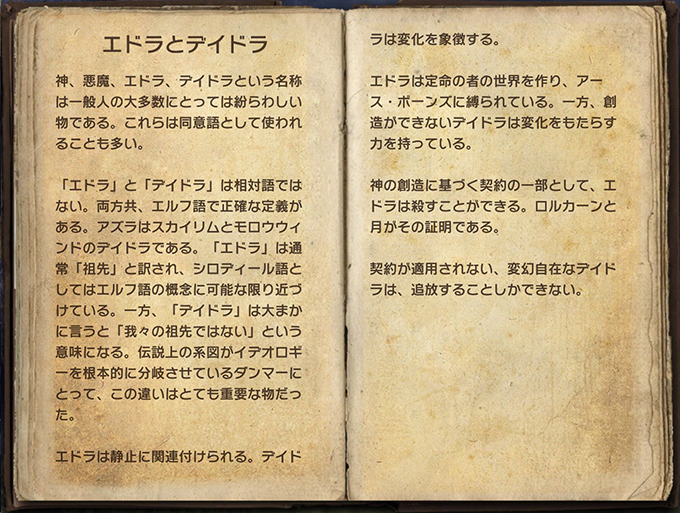 エドラとデイドラ
神、悪魔、エドラ、デイドラという名称
は一般人の大多数にとっては紛らわしい
物である。これらは同意語として使われ
ることも多い。
「エドラ」と「デイドラ」は相対語では
ない。両方共、エルフ語で正確な定義が
ある。アズラはスカイリムとモロウウィ
ンドのデイドラである。「エドラ」は通
常「祖先」と訳され、シロディール語と
してはエルフ語の概念に可能な限り近づ
けている。一方、「デイドラ」は大まか
に言うと「我々の祖先ではない」という
意味になる。伝説上の系図がイデオロギ
ーを根本的に分岐させているダンマーに
とって、この違いはとても重要な物だっ
た。
エドラは静止に関連付けられる。デイド
ラは変化を象徴する。
エドラは定命の者の世界を作り、アー
ス・ボーンズに縛られている。一方、創
造ができないデイドラは変化をもたらす
力を持っている。
神の創造に基づく契約の一部として、エ
ドラは殺すことができる。ロルカーンと
月がその証明である。
契約が適用されない、変幻自在なデイド
ラは、追放することしかできない。